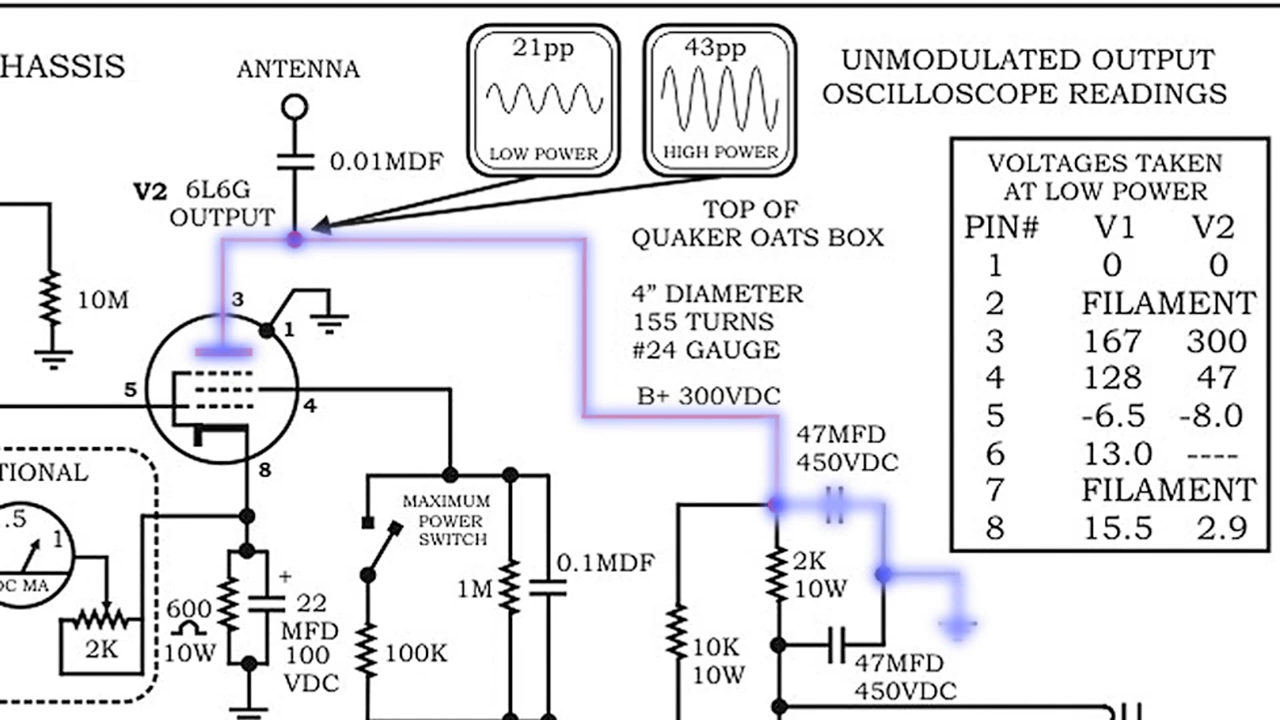 HASSIS
ANTENNA
21pp
LOW POWER
43pp
HIGH POWER
UNMODULATED OUTPUT
OSCILLOSCOPE READINGS
0.01MDF
V2 6L6G
OUTPUT
TOP OF
QUAKER OATS BOX
4” DIAMETER
155 TURNS
#24 GAUGE
B+ 300VDC
VOLTAGES TAKEN
AT LOW POWER
PIN# V1 V2
1 0 0
2 FILAMENT
3 167 300
4 128 47
5 -6.5 -8.0
6 13.0 ----
7 FILAMENT
8 15.5 2.9
10M
3
1
5
4
8
TIONAL
.5
1
DC MA
2K
600
10W
+
22
MFD
100
VDC
MAXIMUM
POWER
SWITCH
100K
1M
0.1MDF
47MFD
450VDC
2K
10W
10K
10W
47MFD
450VDC